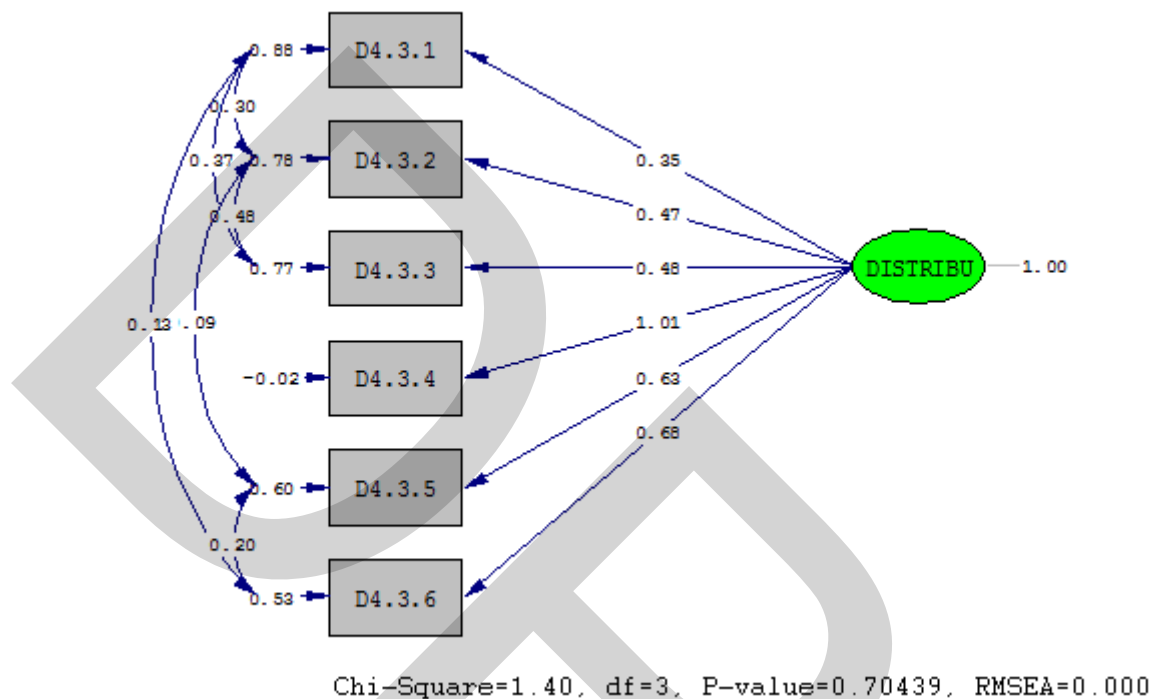 0.88 D4.3.1
0.30
0.35
0.37 0.78 D4.3.2
0.48
0.47
0.77 D4.3.3 0.48 DISTRIBU 1.00
0.13 .09
1.01
-0.02 D4.3.4
0.63
0.68
0.60 D4.3.5
0.20
0.53 D4.3.6
Chi-Square=1.40, df=3, P-value=0.70439, RMSEA=0.000